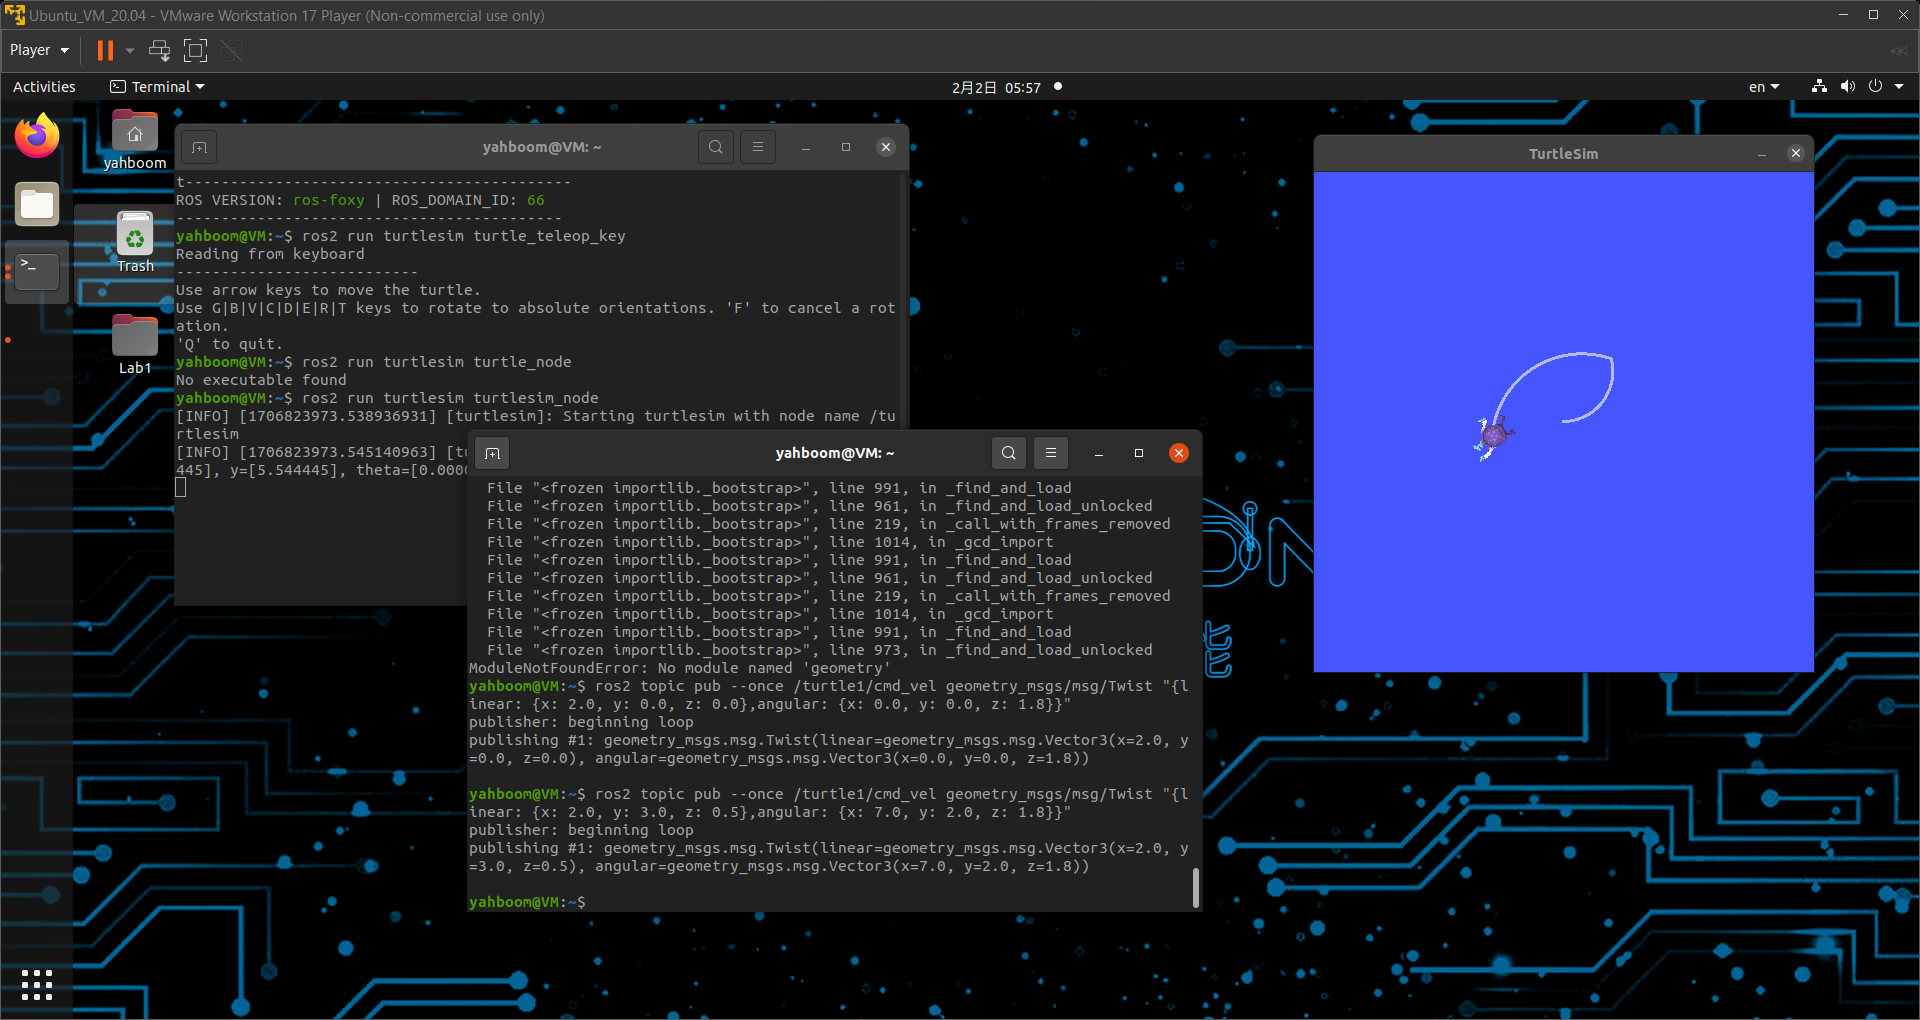 Ubuntu_VM_20.04 - VMware Workstation 17 Player (Non-commercial use only)
Player
Activities
Terminal
2月2日 05:57
en
yahboom
Trash
Lab1
yahboom@VM: ~
t-------------------------------------------
ROS VERSION: ros-foxy | ROS_DOMAIN_ID: 66
-------------------------------------------
yahboom@VM:~$ ros2 run turtlesim turtle_teleop_key
Reading from keyboard
---------------------------
Use arrow keys to move the turtle.
Use G|B|V|C|D|E|R|T keys to rotate to absolute orientations. 'F' to cancel a rot
ation.
'Q' to quit.
yahboom@VM:~$ ros2 run turtlesim turtle_node
No executable found
yahboom@VM:~$ ros2 run turtlesim turtlesim_node
[INFO] [1706823973.538936931] [turtlesim]: Starting turtlesim with node name /tu
rtlesim
[INFO] [1706823973.545140963] [tu
445], y=[5.544445], theta=[0.000
yahboom@VM: ~
File "<frozen importlib._bootstrap>", line 991, in _find_and_load
File "<frozen importlib._bootstrap>", line 961, in _find_and_load_unlocked
File "<frozen importlib._bootstrap>", line 219, in _call_with_frames_removed
File "<frozen importlib._bootstrap>", line 1014, in _gcd_import
File "<frozen importlib._bootstrap>", line 991, in _find_and_load
File "<frozen importlib._bootstrap>", line 961, in _find_and_load_unlocked
File "<frozen importlib._bootstrap>", line 219, in _call_with_frames_removed
File "<frozen importlib._bootstrap>", line 1014, in _gcd_import
File "<frozen importlib._bootstrap>", line 991, in _find_and_load
File "<frozen importlib._bootstrap>", line 973, in _find_and_load_unlocked
ModuleNotFoundError: No module named 'geometry'
yahboom@VM:~$ ros2 topic pub --once /turtle1/cmd_vel geometry_msgs/msg/Twist "{l
inear: {x: 2.0, y: 0.0, z: 0.0},angular: {x: 0.0, y: 0.0, z: 1.8}}"
publisher: beginning loop
publishing #1: geometry_msgs.msg.Twist(linear=geometry_msgs.msg.Vector3(x=2.0, y
=0.0, z=0.0), angular=geometry_msgs.msg.Vector3(x=0.0, y=0.0, z=1.8))
yahboom@VM:~$ ros2 topic pub --once /turtle1/cmd_vel geometry_msgs/msg/Twist "{l
inear: {x: 2.0, y: 3.0, z: 0.5},angular: {x: 7.0, y: 2.0, z: 1.8}}"
publisher: beginning loop
publishing #1: geometry_msgs.msg.Twist(linear=geometry_msgs.msg.Vector3(x=2.0, y
=3.0, z=0.5), angular=geometry_msgs.msg.Vector3(x=7.0, y=2.0, z=1.8))
yahboom@VM:~$
TurtleSim